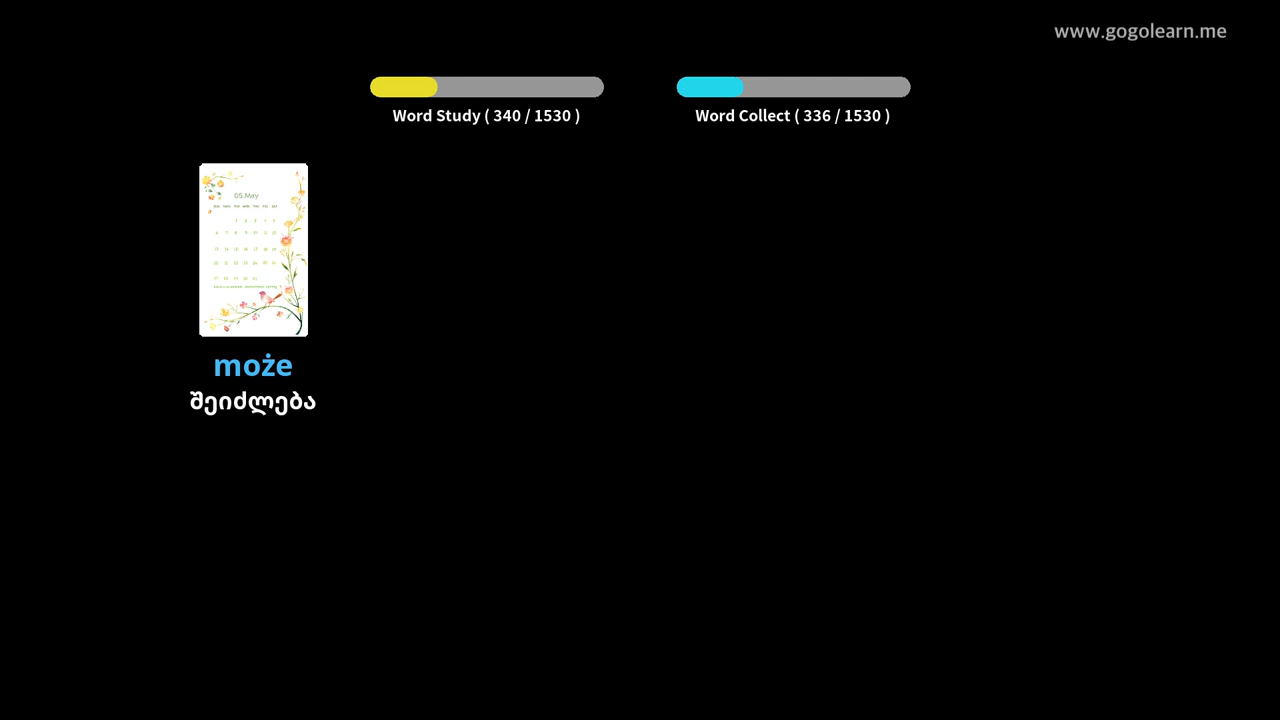 www.gogolearn.me
Word Study ( 340 / 1530 )
Word Collect ( 336 / 1530 )
05.May
może
შეიძლება